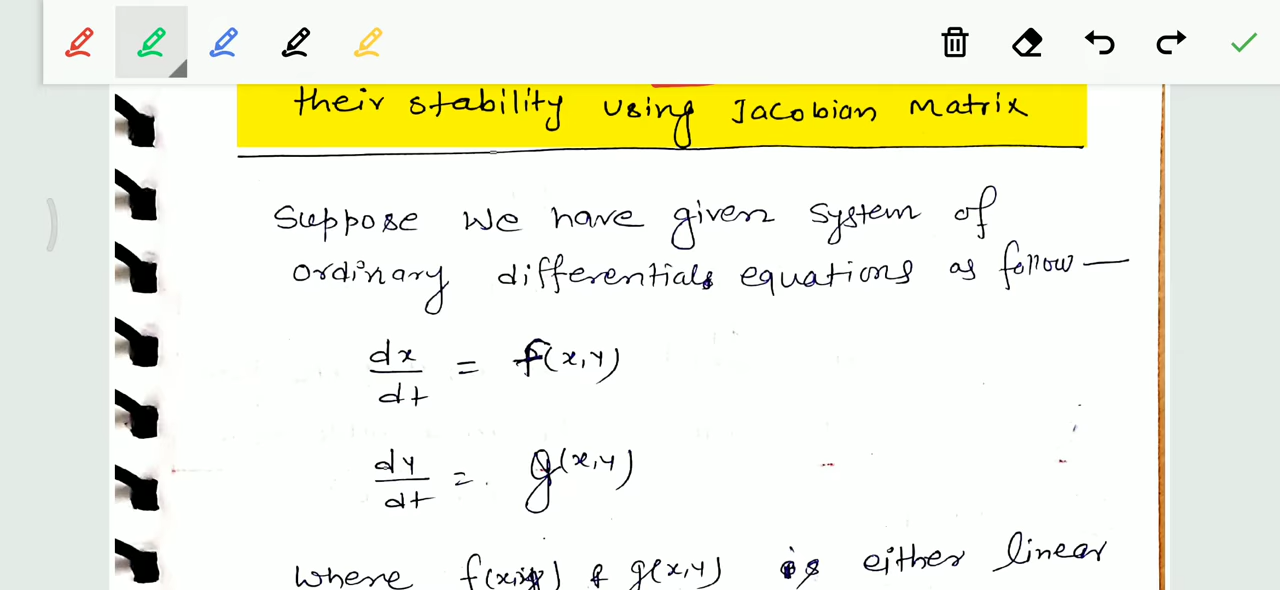 their stability using Jacobian Matrix
Suppose we have given system of
ordinary differentials equations as follow —
dx/dt = f(x,y)
dy/dt = g(x,y)
where f(x,y) & g(x,y) is either linear